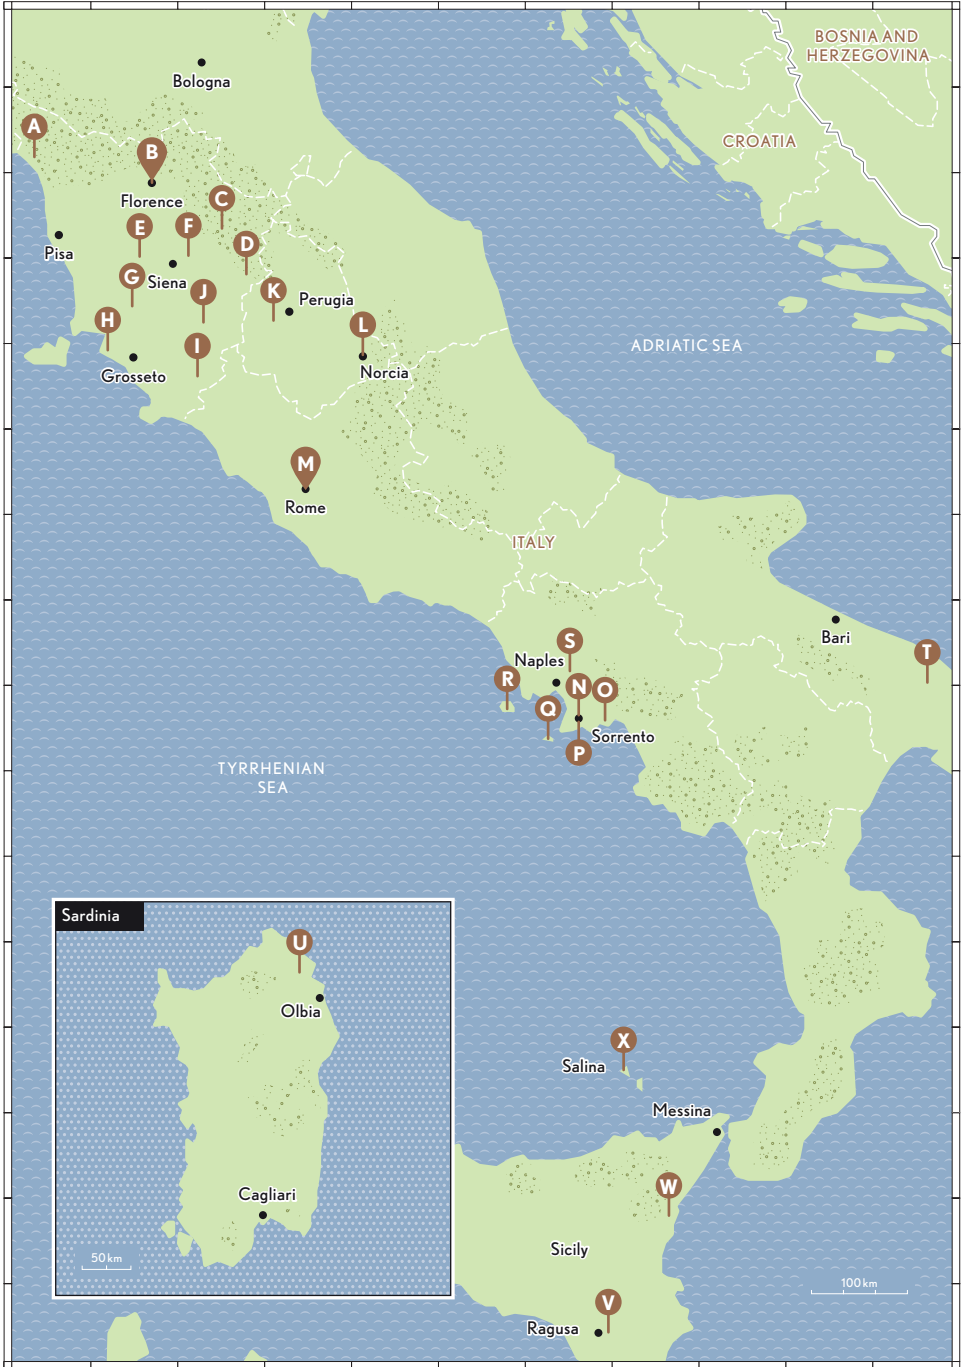 BOSNIA AND
HERZEGOVINA
Bologna
A
CROATIA
B
Florence
C
E
F
Pisa
D
Siena
G
J
K
Perugia
H
L
I
ADRIATIC SEA
Grosseto
Norcia
M
Rome
ITALY
S
Bari
T
Naples
R
N
O
Q
Sorrento
P
TYRRHENIAN
SEA
Sardinia
U
Olbia
X
Salina
Messina
W
Cagliari
Sicily
50 km
100 km
V
Ragusa